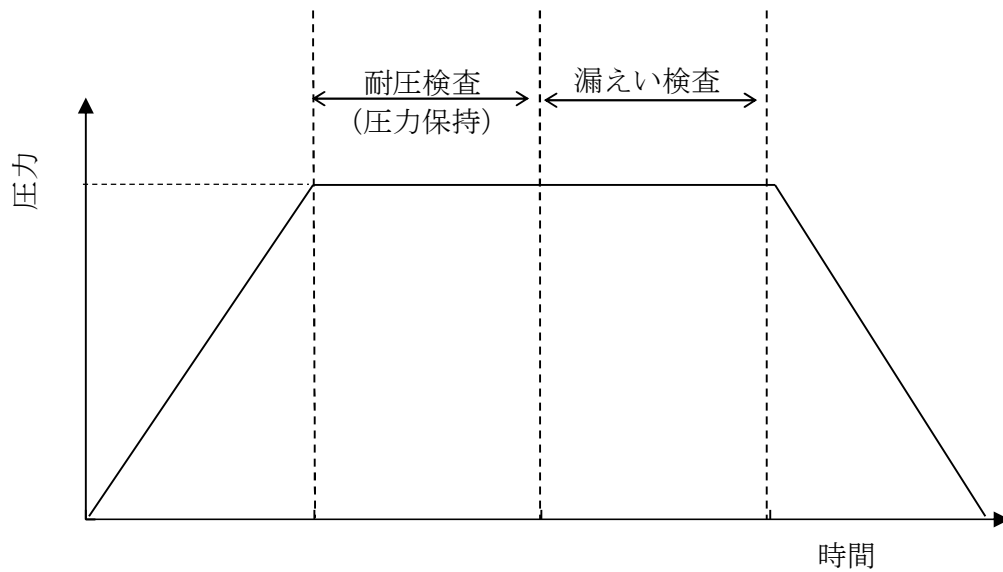 耐圧検査
（圧力保持）
漏えい検査
圧力
時間